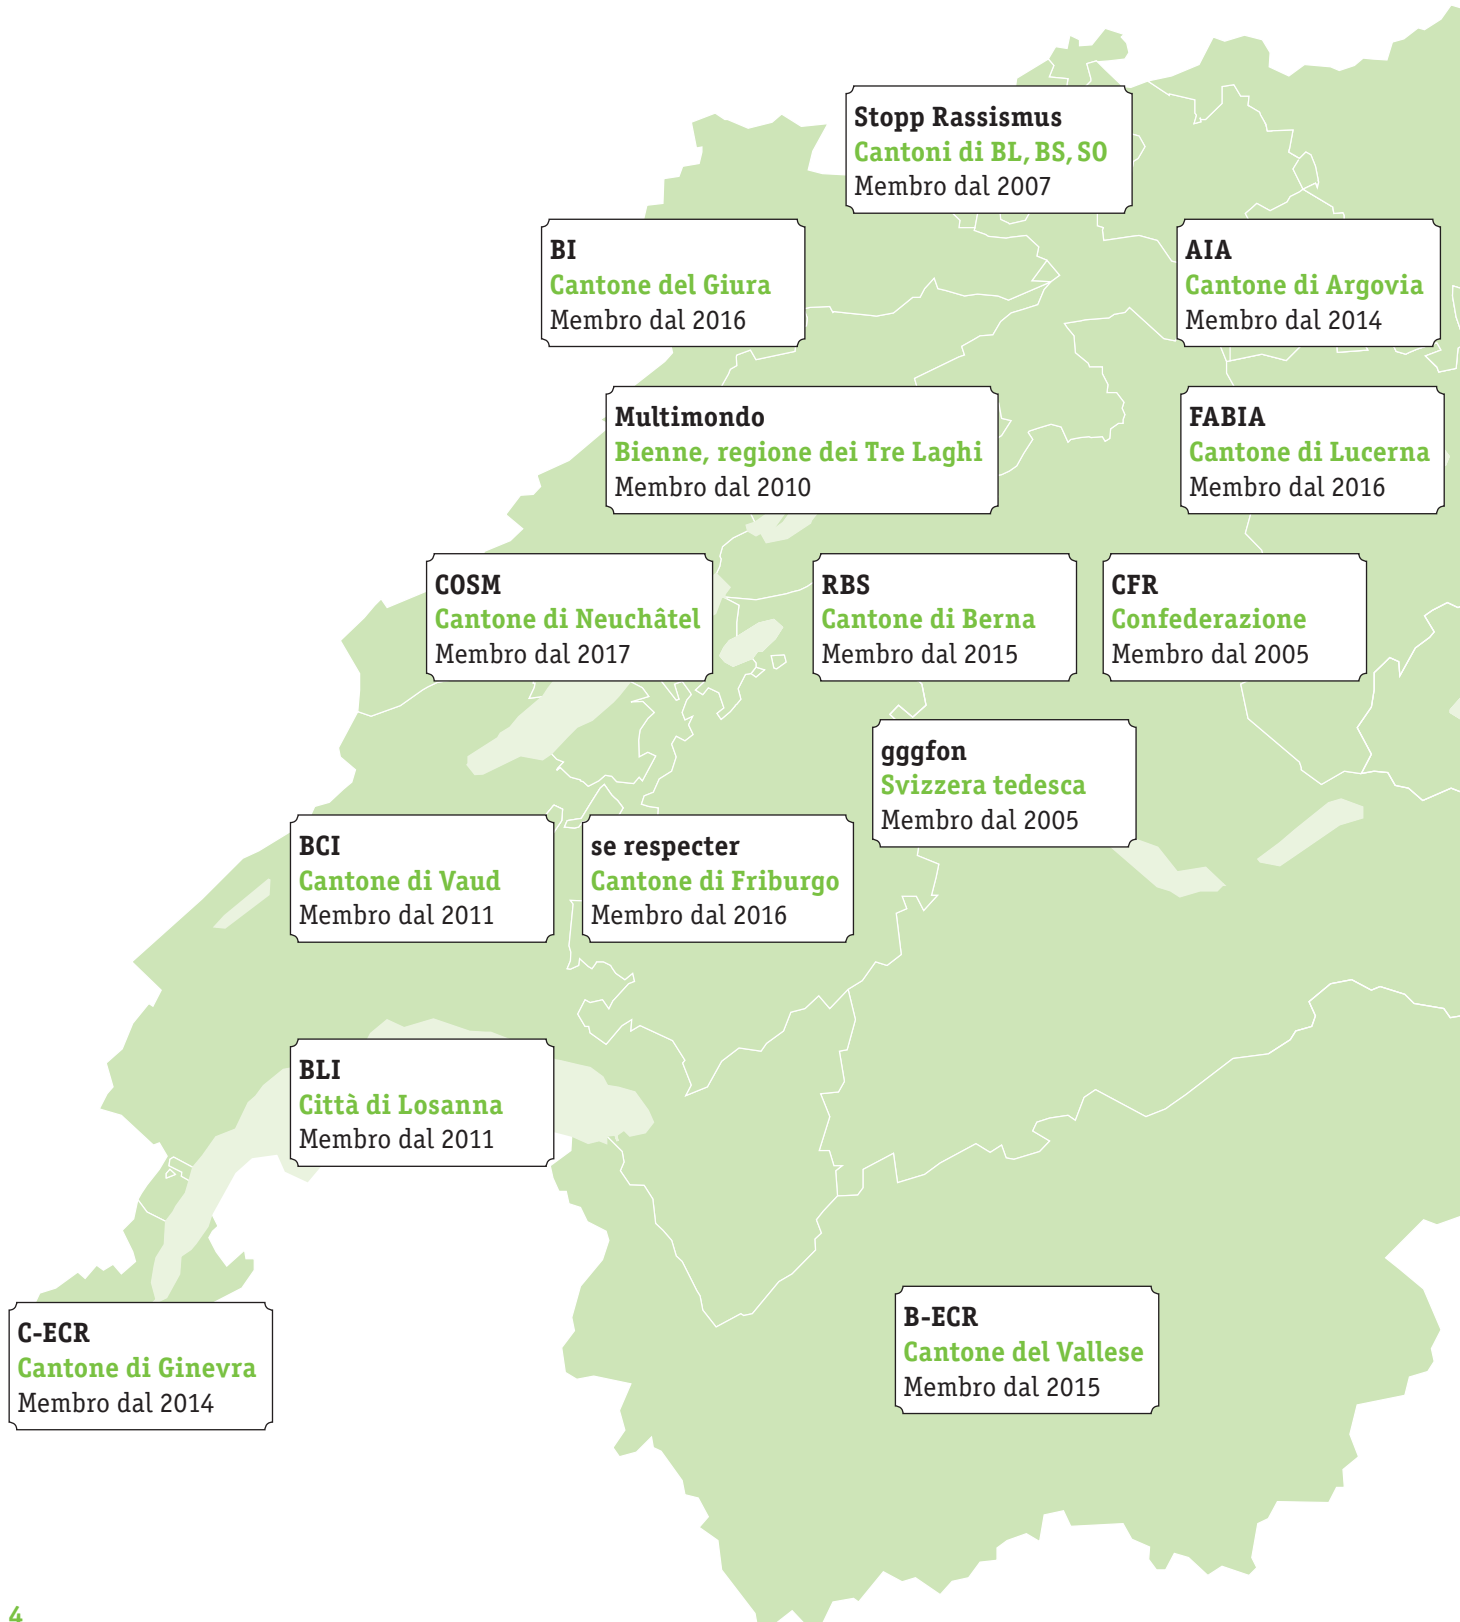 Stopp Rassismus
Cantoni di BL, BS, SO
Membro dal 2007
BI
Cantone del Giura
Membro dal 2016
AIA
Cantone di Argovia
Membro dal 2014
Multimondo
Bienne, regione dei Tre Laghi
Membro dal 2010
FABIA
Cantone di Lucerna
Membro dal 2016
COSM
Cantone di Neuchâtel
Membro dal 2017
RBS
Cantone di Berna
Membro dal 2015
CFR
Confederazione
Membro dal 2005
gggfon
Svizzera tedesca
Membro dal 2005
BCI
Cantone di Vaud
Membro dal 2011
se respecter
Cantone di Friburgo
Membro dal 2016
BLI
Città di Losanna
Membro dal 2011
C-ECR
Cantone di Ginevra
Membro dal 2014
B-ECR
Cantone del Vallese
Membro dal 2015
4